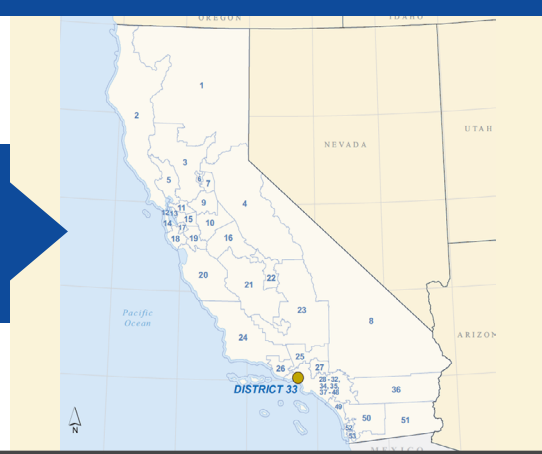 OREGON
IDAHO
1
2
UTAH
NEVADA
3
5
6
7
4
9
11
12
13
15
10
14
17
18
19
16
20
21
22
23
8
Pacific
Ocean
24
ARIZON
25
26
27
28 - 32,
34, 35,
37 - 48
36
DISTRICT 33
49
50
51
52
53
N
MEXICO